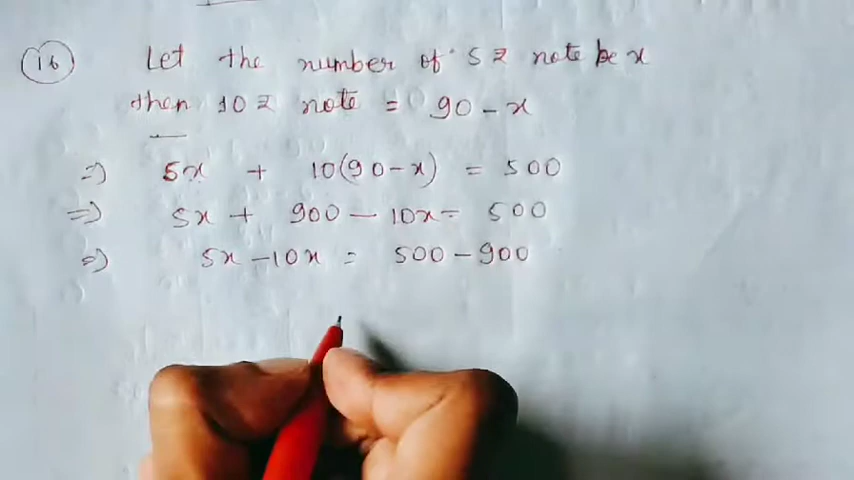 16 Let the number of 5 ₹ note be x
then 10 ₹ note = 90 - x
=> 5x + 10(90 - x) = 500
=> 5x + 900 - 10x = 500
=> 5x - 10x = 500 - 900